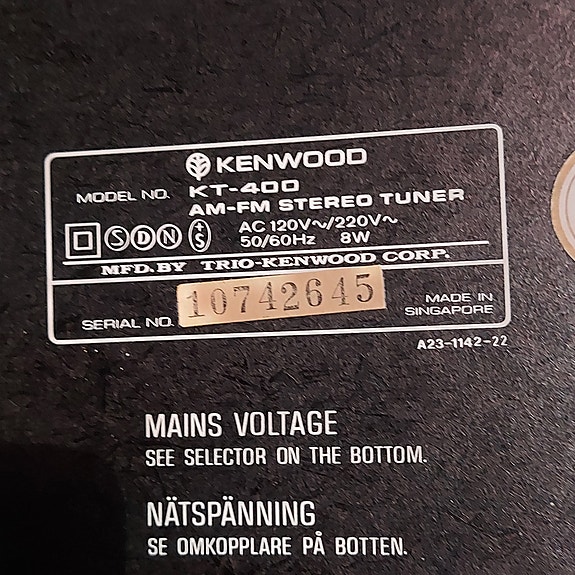 KENWOOD
MODEL NO. KT-400
AM-FM STEREO TUNER
S D N +S AC 120V~/220V~
50/60Hz 8W
MFD. BY TRIO-KENWOOD CORP.
SERIAL NO. 10742645 MADE IN
SINGAPORE
A23-1142-22
MAINS VOLTAGE
SEE SELECTOR ON THE BOTTOM.
NÄTSPÄNNING
SE OMKOPPLARE PÅ BOTTEN.